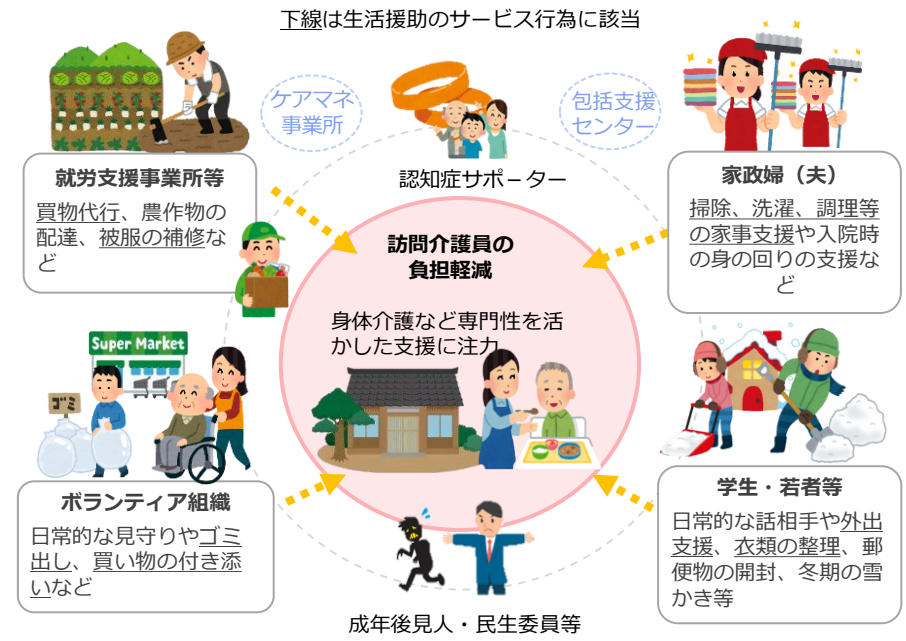 下線は生活援助のサービス行為に該当
ケアマネ
事業所
包括支援
センター
認知症サポーター
就労支援事業所等
買物代行、農作物の
配達、被服の補修な
ど
家政婦（夫）
掃除、洗濯、調理等
の家事支援や入院時
の身の回りの支援な
ど
訪問介護員の
負担軽減
身体介護など専門性を活
かした支援に注力
Super Market
ゴミ
ボランティア組織
日常的な見守りやゴミ
出し、買い物の付き添
いなど
学生・若者等
日常的な話相手や外出
支援、衣類の整理、郵
便物の開封、冬期の雪
かき等
成年後見人・民生委員等